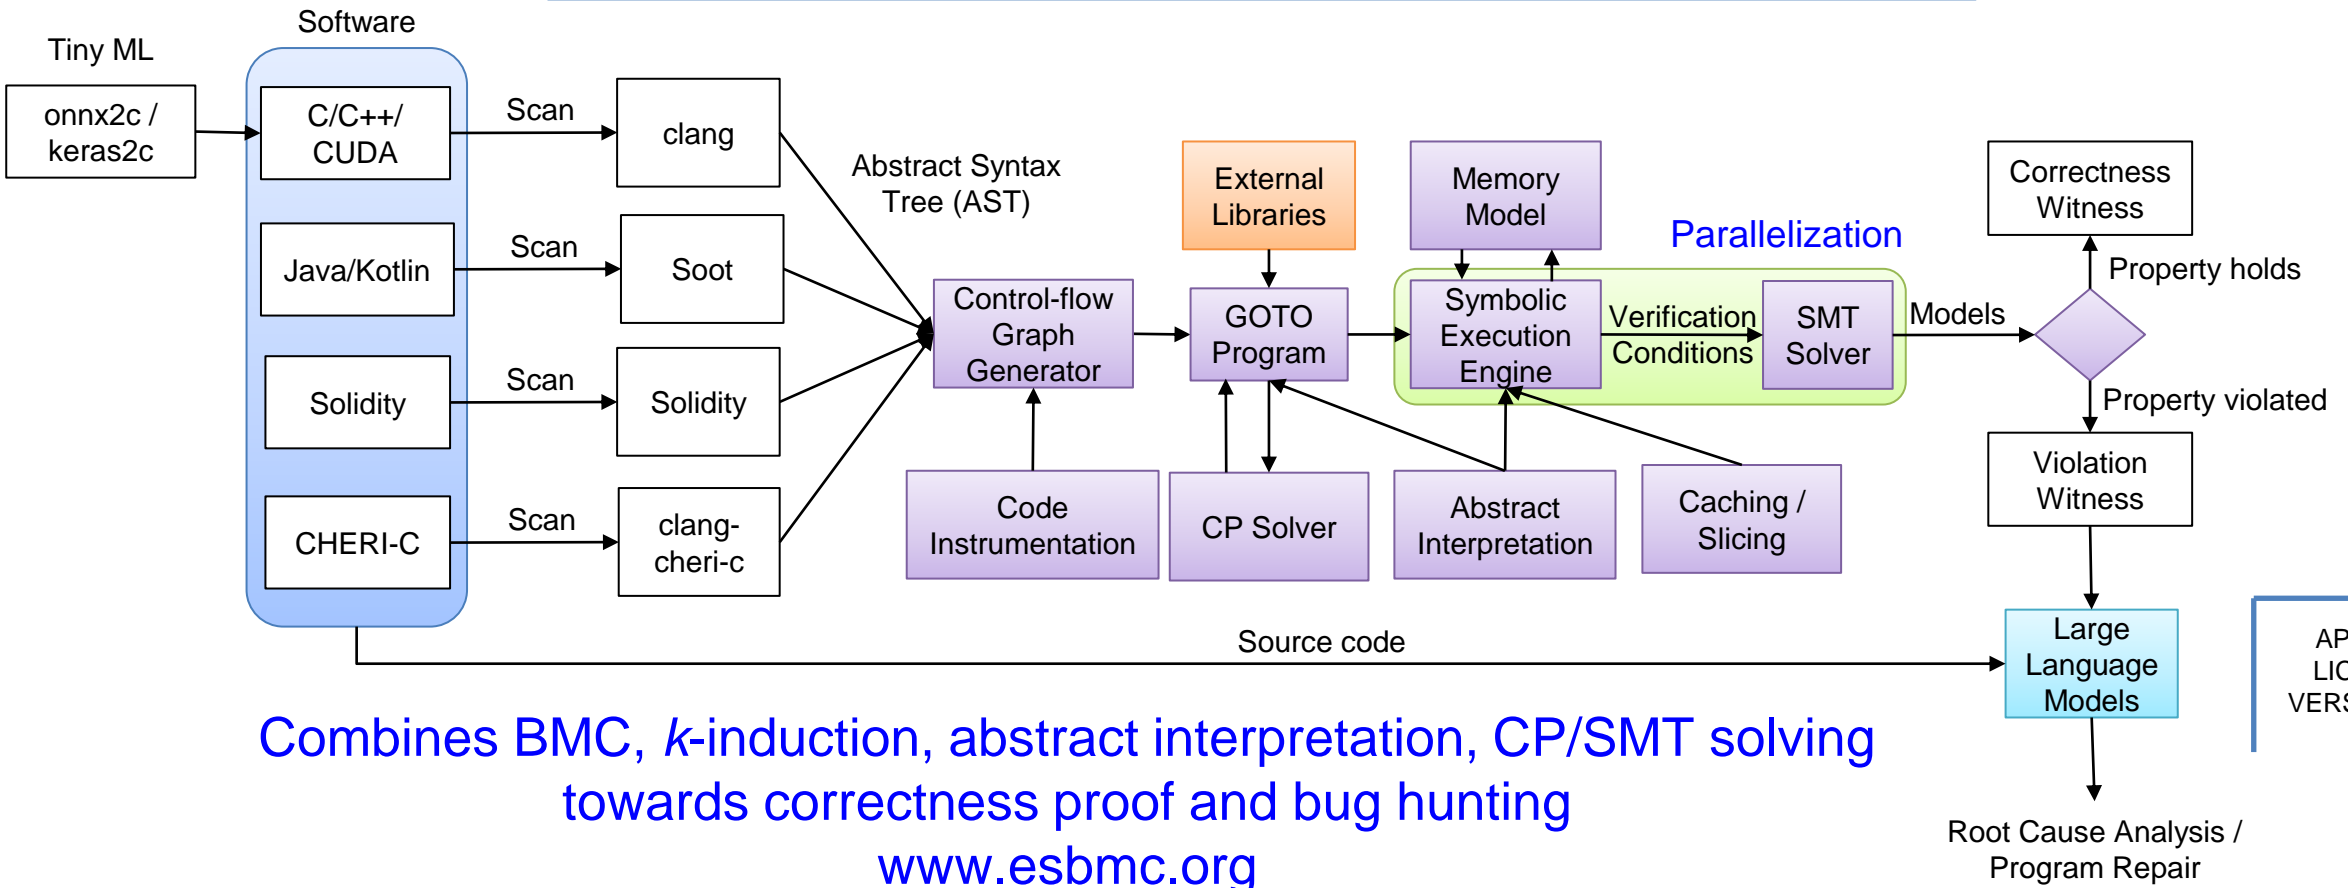 Software
Tiny ML
onnx2c /
keras2c
C/C++/
CUDA
Scan
clang
Java/Kotlin
Scan
Soot
Solidity
Scan
Solidity
CHERI-C
Scan
clang-
cheri-c
Abstract Syntax
Tree (AST)
Control-flow
Graph
Generator
Code
Instrumentation
External
Libraries
GOTO
Program
CP Solver
Memory
Model
Parallelization
Symbolic
Execution
Engine
Verification
Conditions
SMT
Solver
Models
Abstract
Interpretation
Caching /
Slicing
Correctness
Witness
Property holds
Property violated
Violation
Witness
Source code
Large
Language
Models
Root Cause Analysis /
Program Repair
Combines BMC, k-induction, abstract interpretation, CP/SMT solving
towards correctness proof and bug hunting
www.esbmc.org